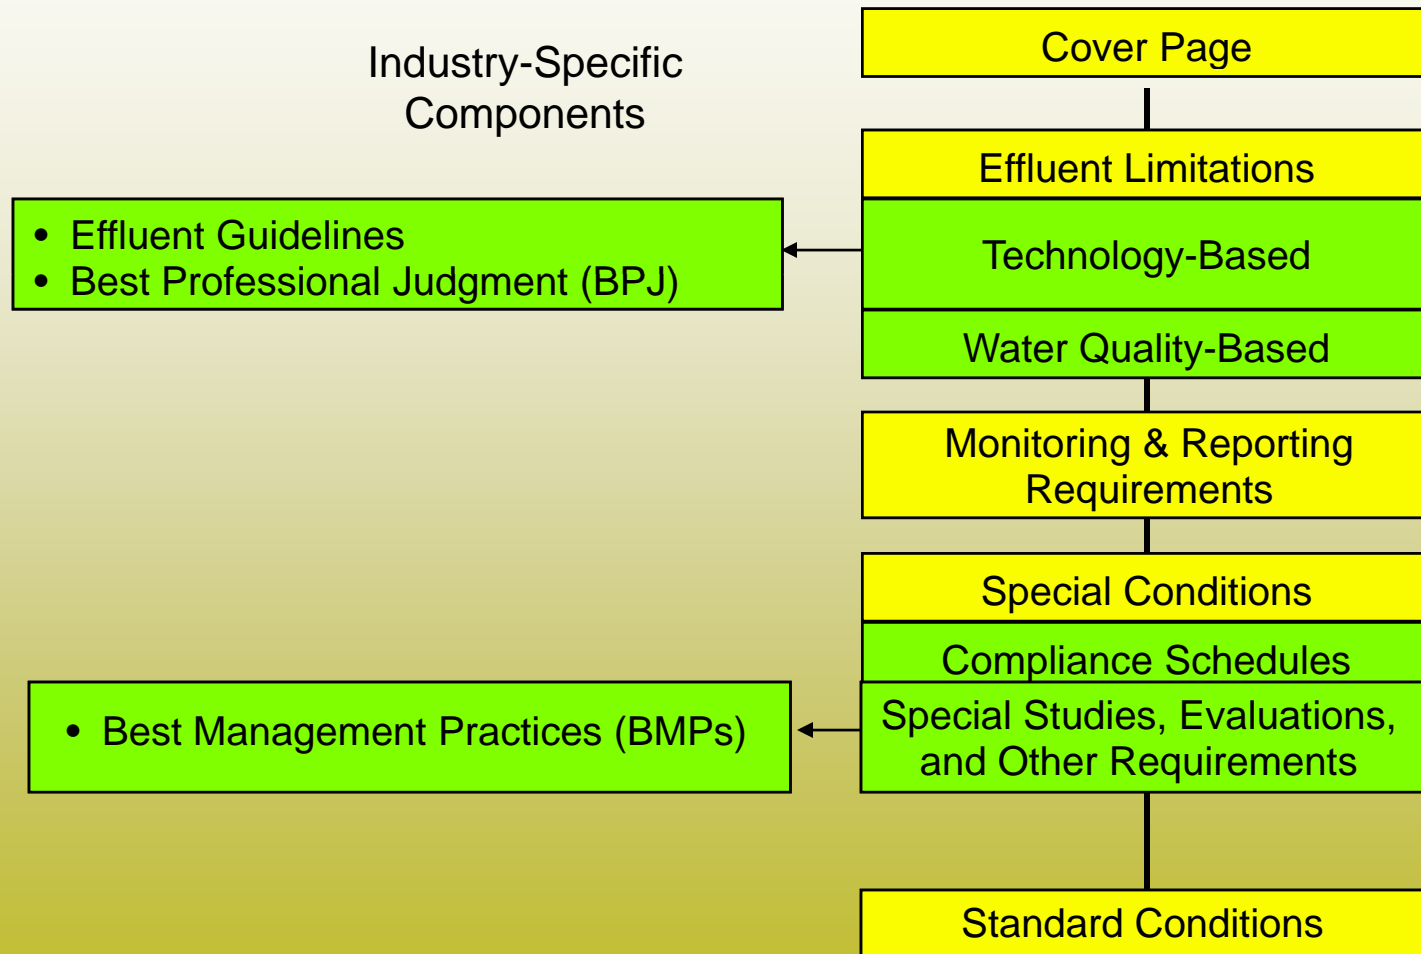 Industry-Specific
Components
Cover Page
Effluent Limitations
• Effluent Guidelines
• Best Professional Judgment (BPJ)
Technology-Based
Water Quality-Based
Monitoring & Reporting
Requirements
Special Conditions
Compliance Schedules
• Best Management Practices (BMPs)
Special Studies, Evaluations,
and Other Requirements
Standard Conditions